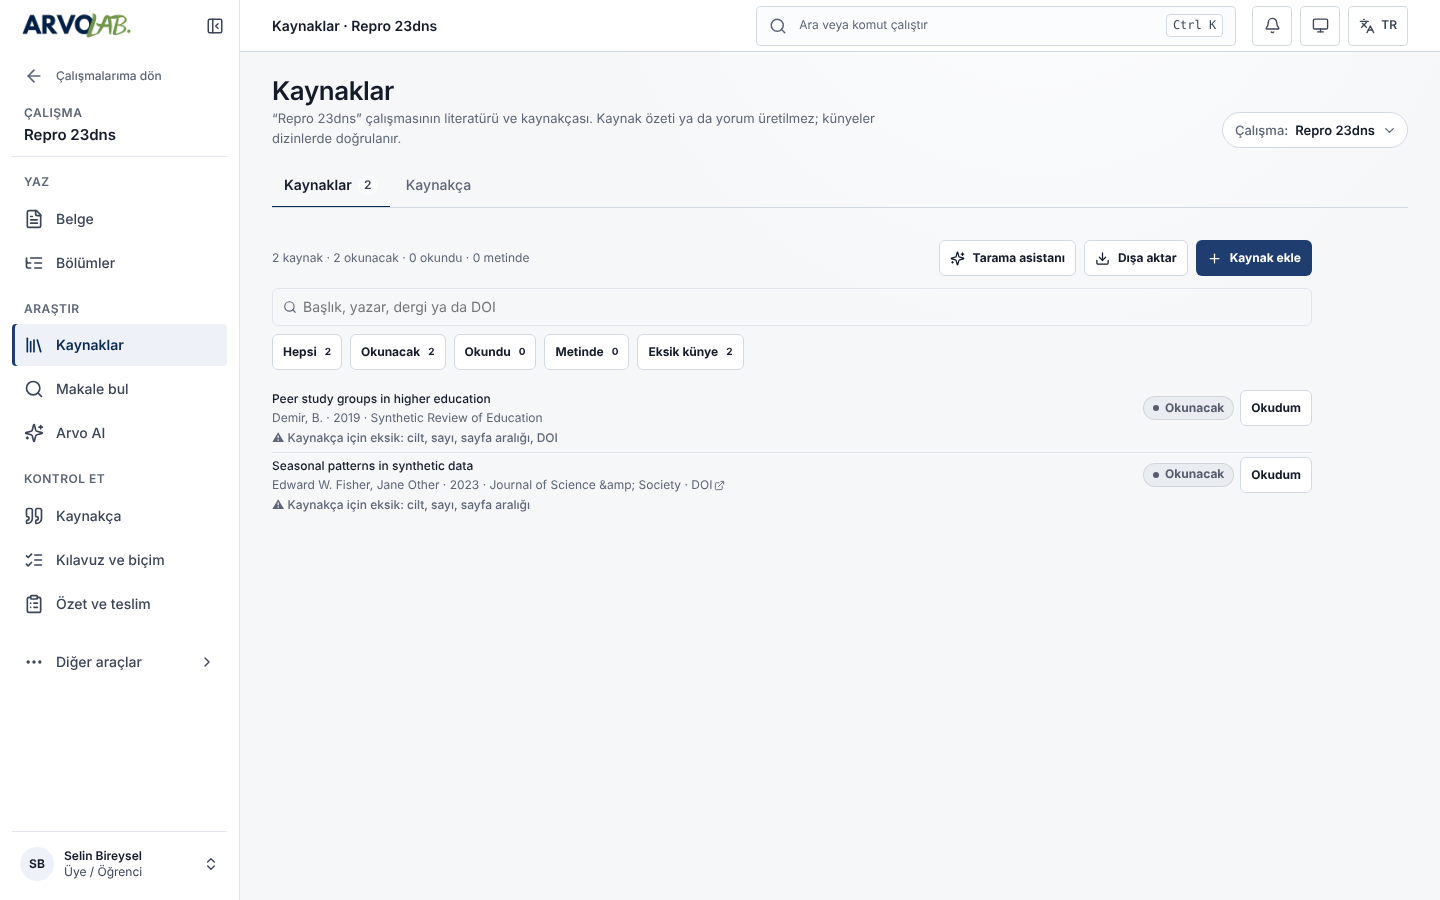 ARVOLAB.
Kaynaklar · Repro 23dns
Ara veya komut çalıştır
Ctrl K
TR
Çalışmalarıma dön
ÇALIŞMA
Repro 23dns
YAZ
Belge
Bölümler
ARAŞTIR
Kaynaklar
Makale bul
Arvo AI
KONTROL ET
Kaynakça
Kılavuz ve biçim
Özet ve teslim
Diğer araçlar
SB
Selin Bireysel
Üye / Öğrenci
Kaynaklar
“Repro 23dns” çalışmasının literatürü ve kaynakçası. Kaynak özeti ya da yorum üretilmez; künyeler
dizinlerde doğrulanır.
Çalışma: Repro 23dns
Kaynaklar 2
Kaynakça
2 kaynak · 2 okunacak · 0 okundu · 0 metinde
Tarama asistanı
Dışa aktar
Kaynak ekle
Başlık, yazar, dergi ya da DOI
Hepsi 2
Okunacak 2
Okundu 0
Metinde 0
Eksik künye 2
Peer study groups in higher education
Demir, B. · 2019 · Synthetic Review of Education
Kaynakça için eksik: cilt, sayı, sayfa aralığı, DOI
Okunacak
Okudum
Seasonal patterns in synthetic data
Edward W. Fisher, Jane Other · 2023 · Journal of Science &amp;amp; Society · DOI
Kaynakça için eksik: cilt, sayı, sayfa aralığı
Okunacak
Okudum